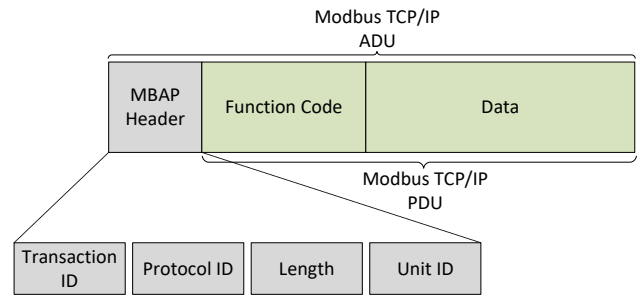 Modbus TCP/IP
ADU
MBAP
Header
Function Code
Data
Modbus TCP/IP
PDU
Transaction
ID
Protocol ID
Length
Unit ID